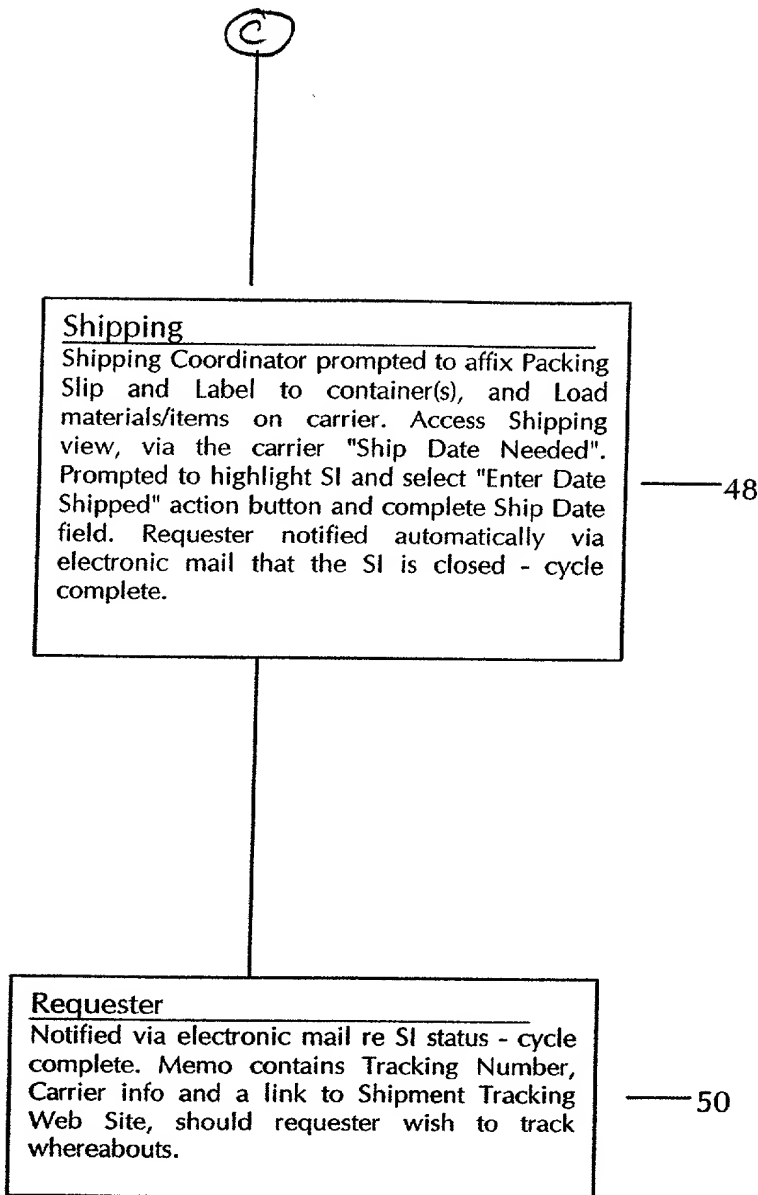 C
Shipping
Shipping Coordinator prompted to affix Packing
Slip and Label to container(s), and Load
materials/items on carrier. Access Shipping
view, via the carrier "Ship Date Needed".
Prompted to highlight SI and select "Enter Date
Shipped" action button and complete Ship Date
field. Requester notified automatically via
electronic mail that the SI is closed - cycle
complete.
48
Requester
Notified via electronic mail re SI status - cycle
complete. Memo contains Tracking Number,
Carrier info and a link to Shipment Tracking
Web Site, should requester wish to track
whereabouts.
50